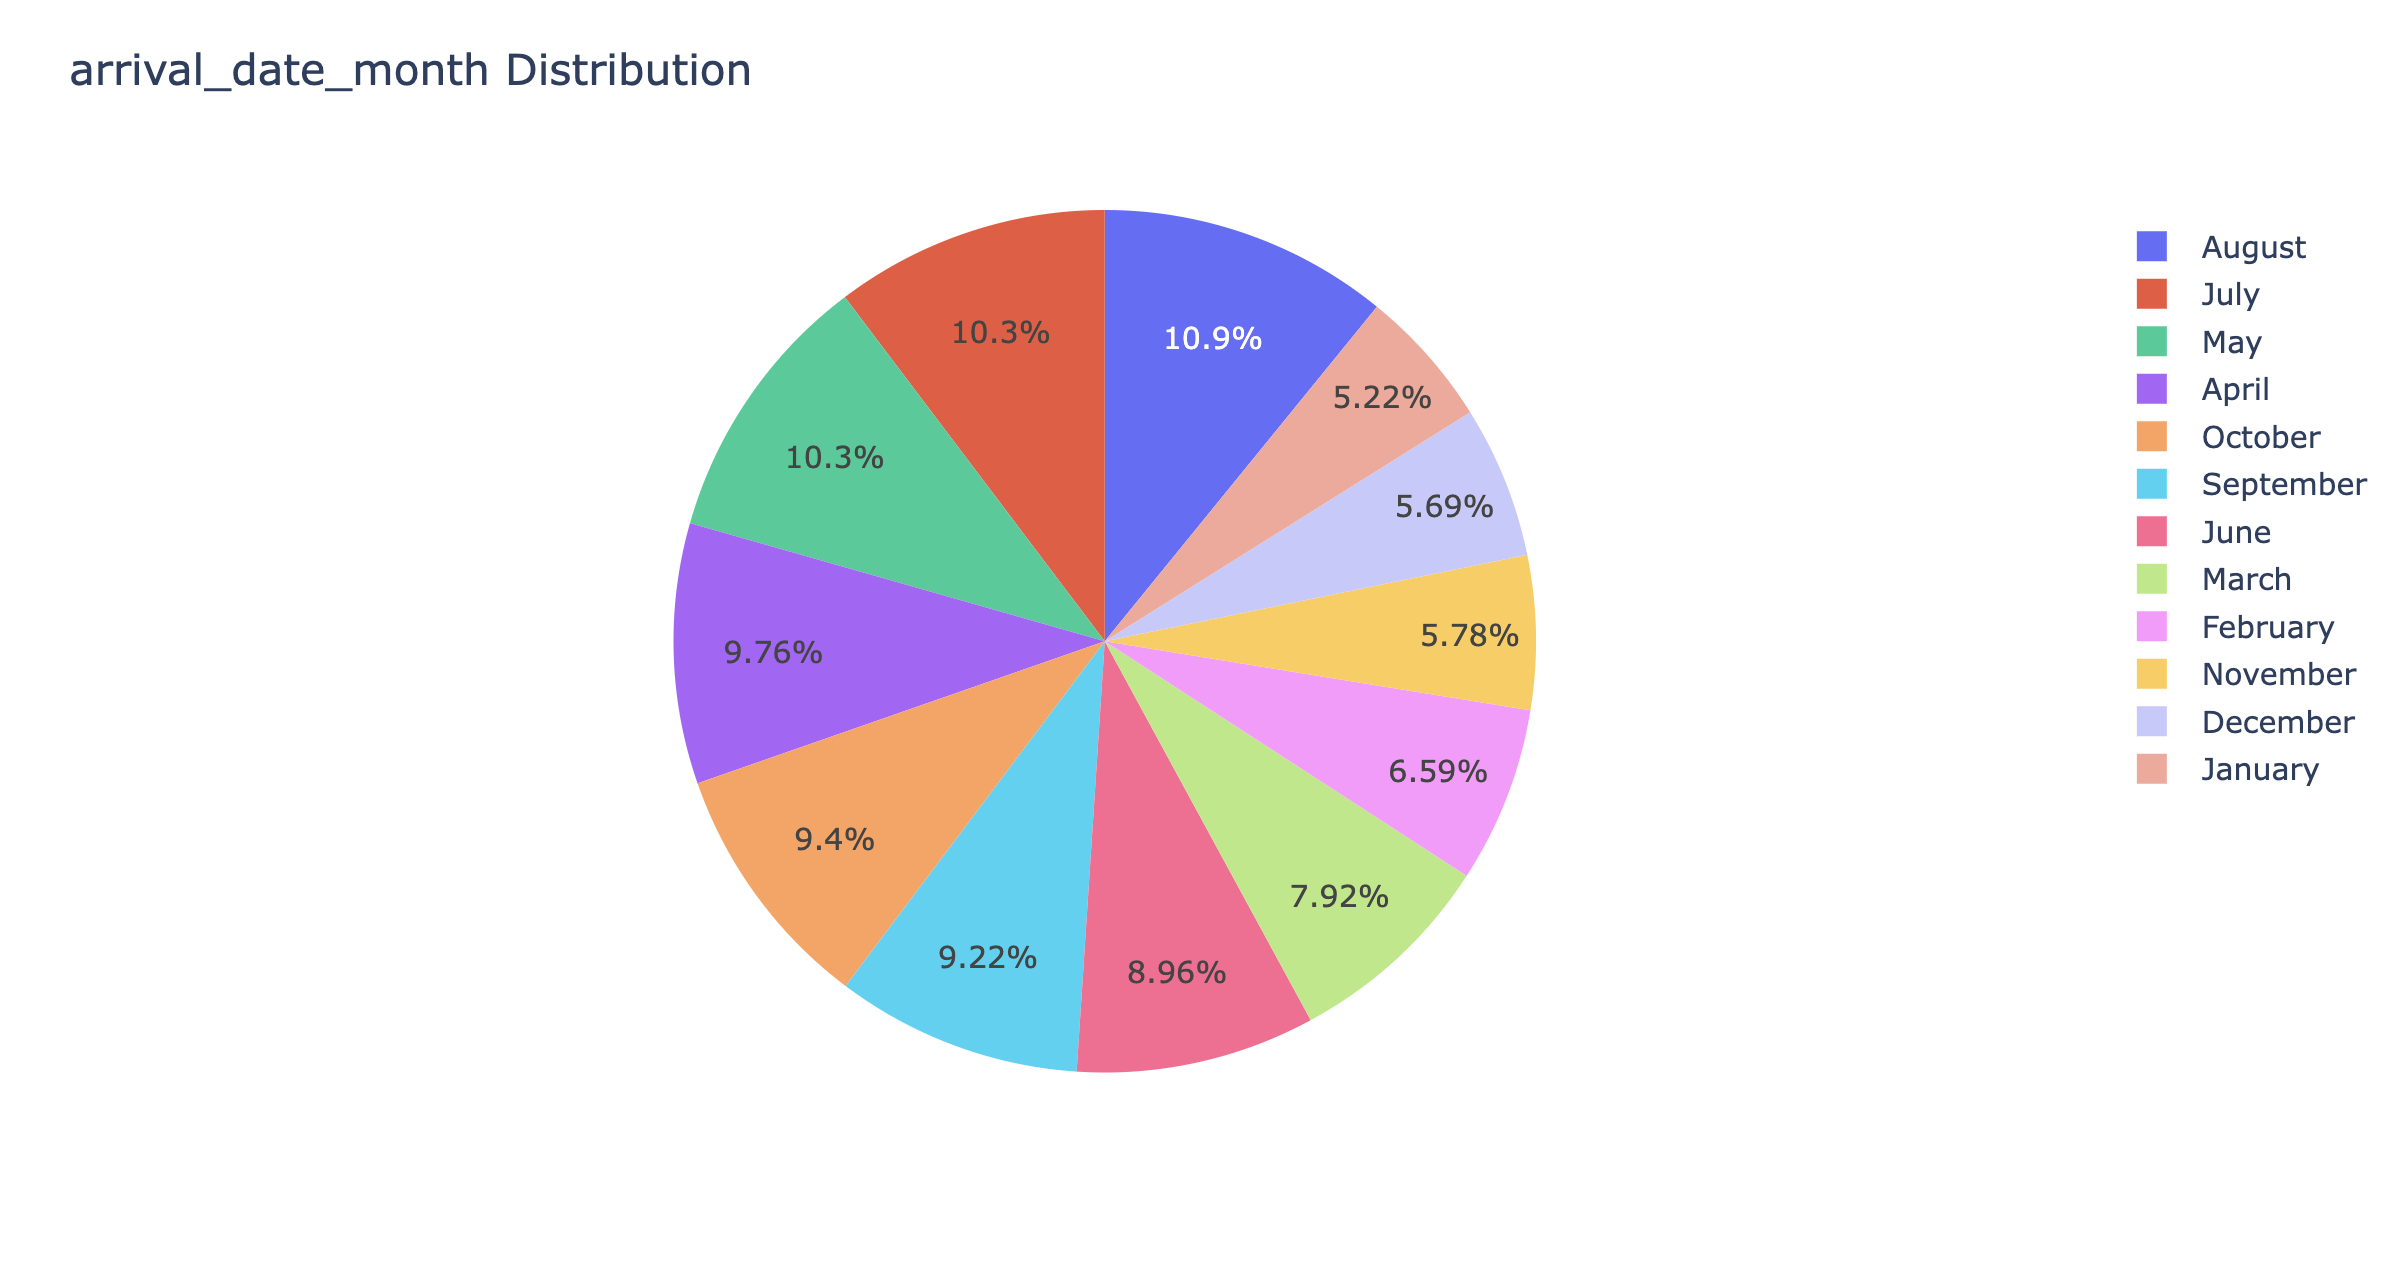 arrival_date_month Distribution
10.3%
10.9%
5.22%
10.3%
5.69%
9.76%
5.78%
9.4%
6.59%
9.22%
8.96%
7.92%
August
July
May
April
October
September
June
March
February
November
December
January